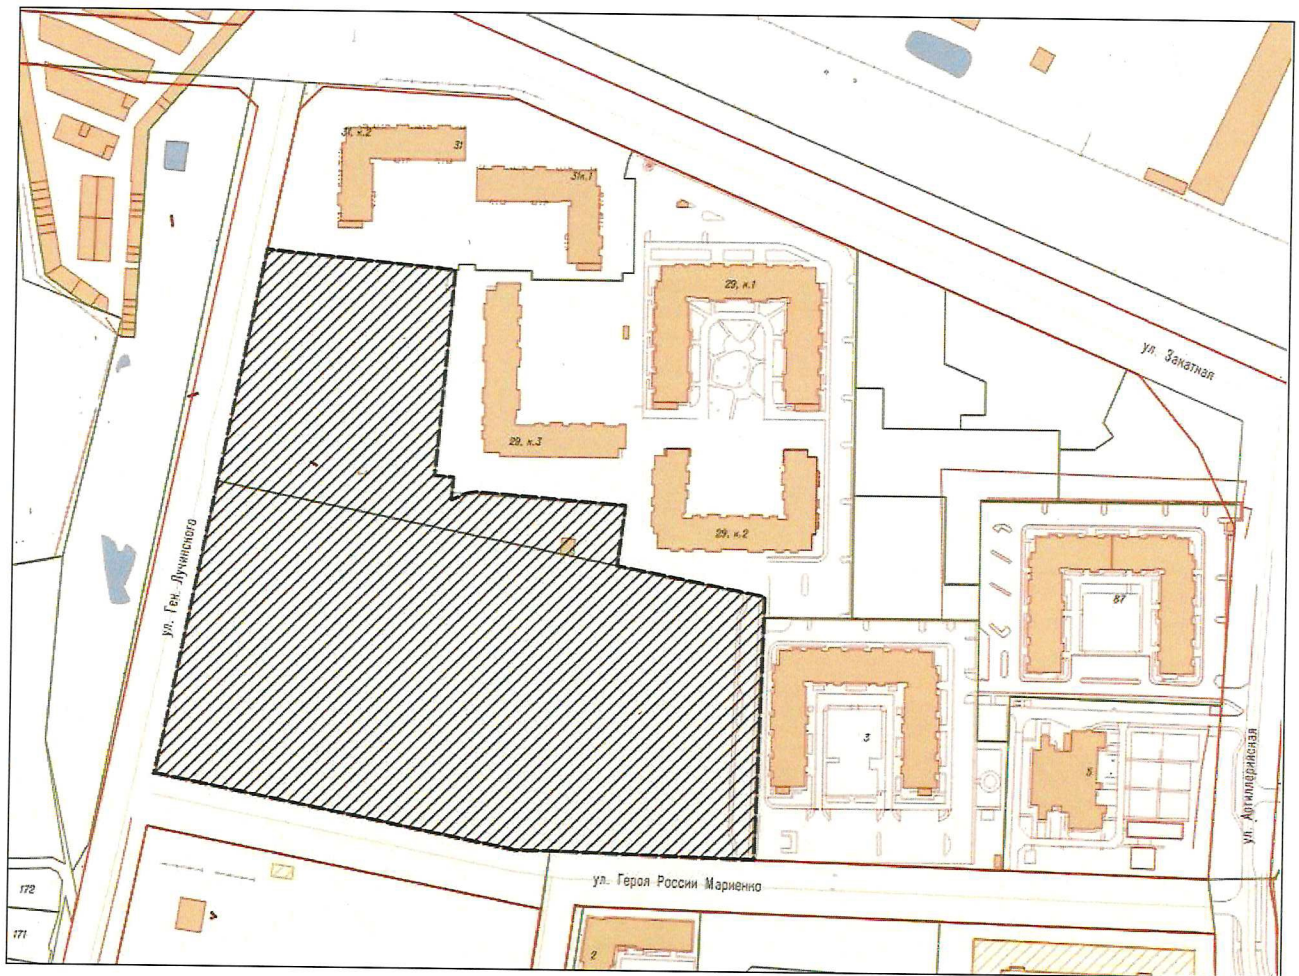 31, к.2
31
31к.1
29, к.1
ул. Закатная
29, к.3
29, к.2
ул. Ген. Лучинского
87
3
5
ул. Артиллерийская
ул. Героя России Мариенко
172
171
2